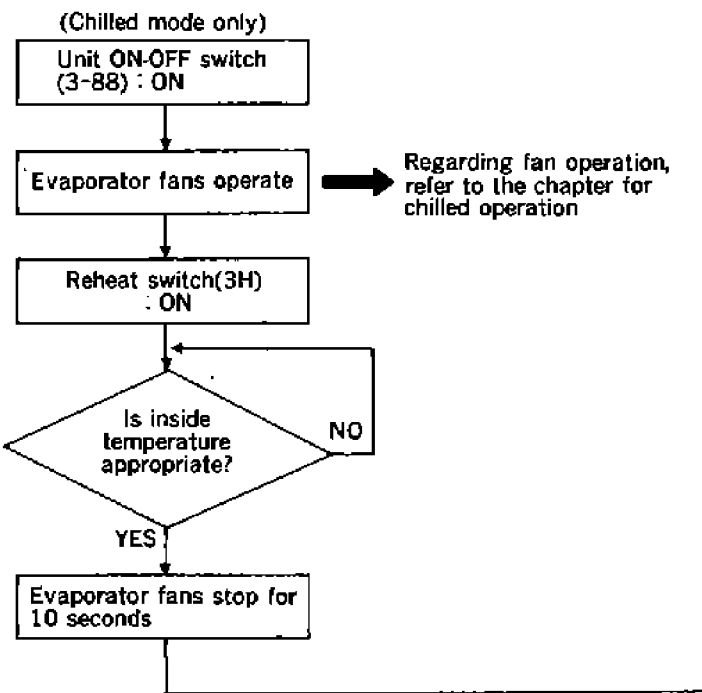 (Chilled mode only)
Unit ON-OFF switch
(3-88) : ON
Evaporator fans operate
Regarding fan operation,
refer to the chapter for
chilled operation
Reheat switch(3H)
: ON
Is inside
temperature
appropriate?
NO
YES
Evaporator fans stop for
10 seconds